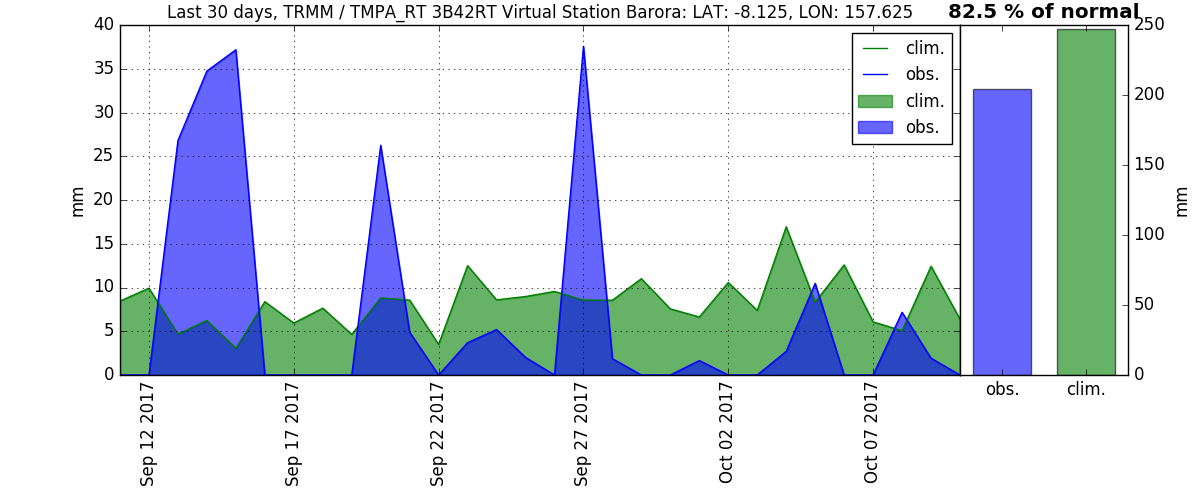 Last 30 days, TRMM / TMPA_RT 3B42RT Virtual Station Barora: LAT: -8.125, LON: 157.625
82.5 % of normal
clim.
obs.
clim.
obs.
mm
40
35
30
25
20
15
10
5
0
Sep 12 2017
Sep 17 2017
Sep 22 2017
Sep 27 2017
Oct 02 2017
Oct 07 2017
250
200
150
100
50
0
mm
obs.
clim.